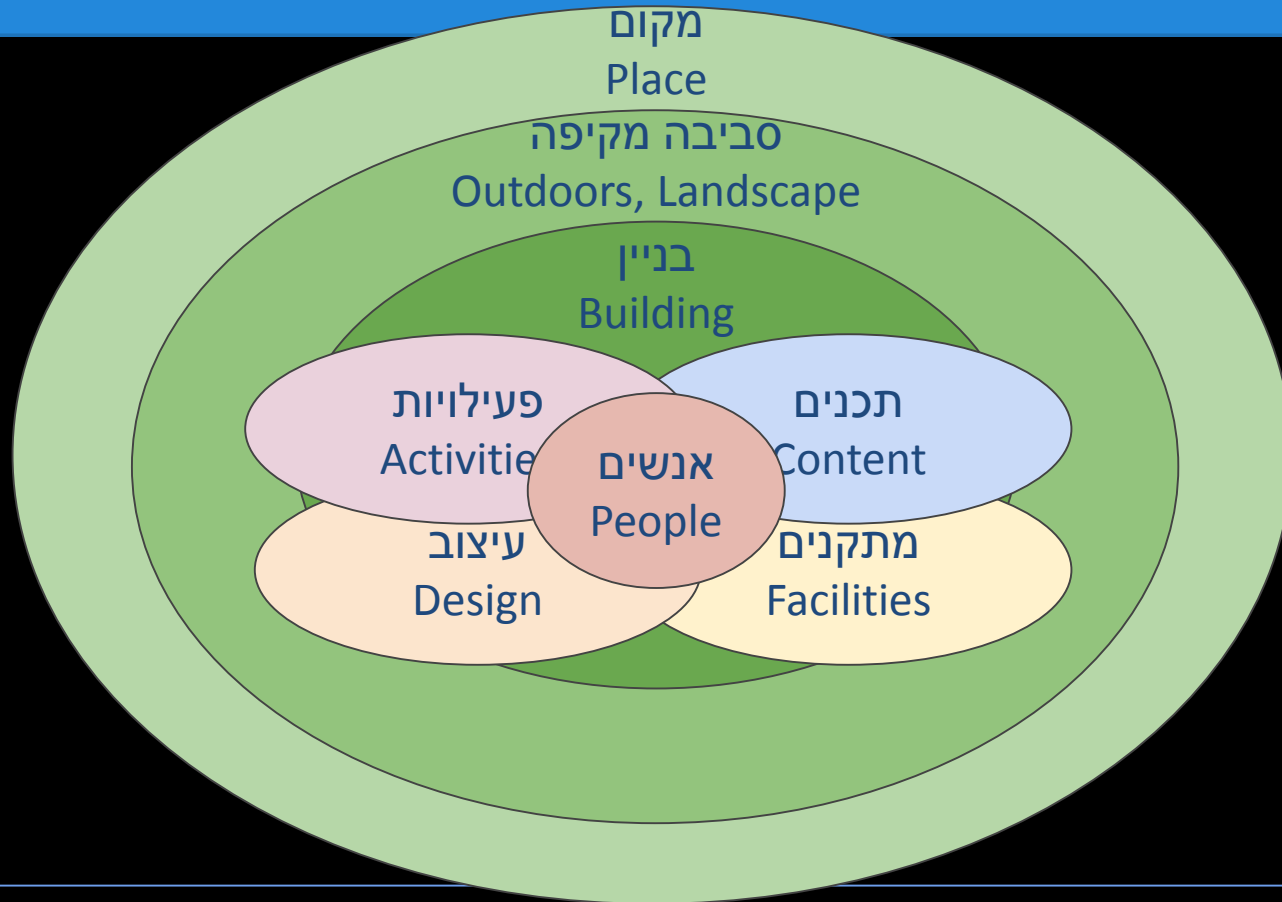 מקום
Place
סביבה מקיפה
Outdoors, Landscape
בניין
Building
פעילויות
Activitie
תכנים
Content
אנשים
People
עיצוב
Design
מתקנים
Facilities